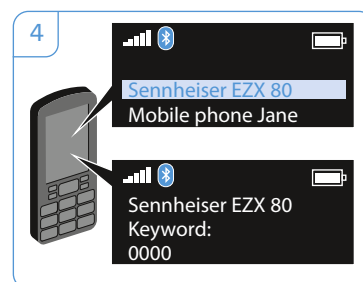 4
Sennheiser EZX 80
Mobile phone Jane
Sennheiser EZX 80
Keyword:
0000